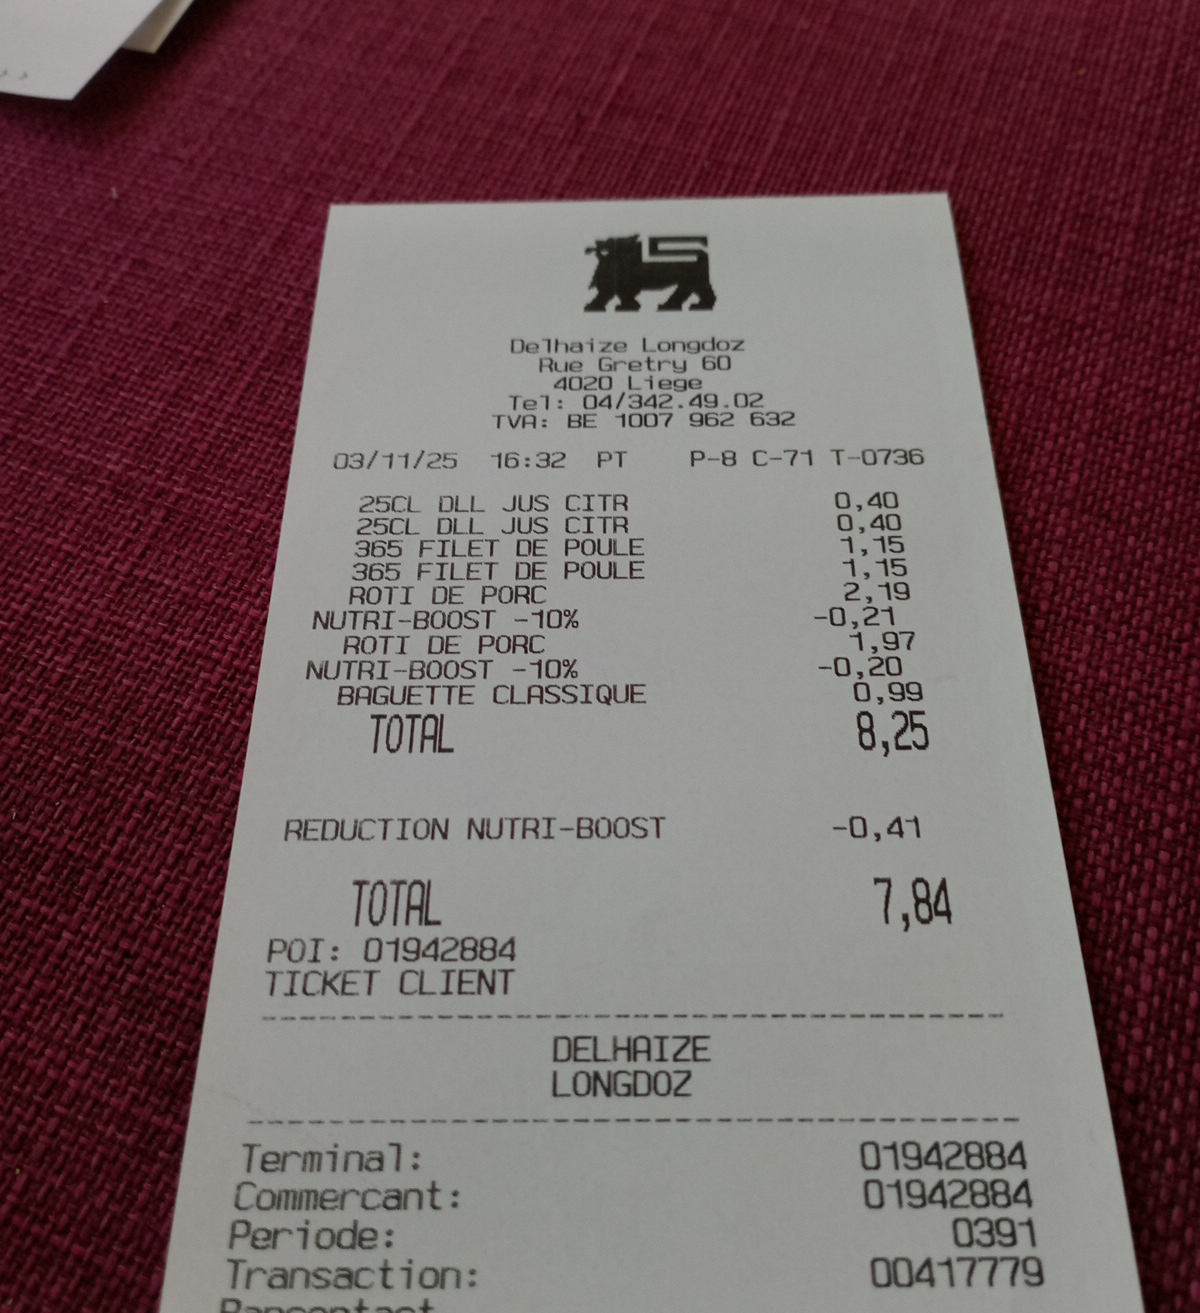 Delhaize Longdoz
Rue Gretry 60
4020 Liege
Tel: 04/342.49.02
TVA: BE 1007 962 632
03/11/25 16:32 PT P-8 C-71 T-0736
25CL DLL JUS CITR 0,40
25CL DLL JUS CITR 0,40
365 FILET DE POULE 1,15
365 FILET DE POULE 1,15
ROTI DE PORC 2,19
NUTRI-BOOST -10% -0,21
ROTI DE PORC 1,97
NUTRI-BOOST -10% -0,20
BAGUETTE CLASSIQUE 0,99
TOTAL 8,25
REDUCTION NUTRI-BOOST -0,41
TOTAL 7,84
POI: 01942884
TICKET CLIENT
DELHAIZE
LONGDOZ
Terminal: 01942884
Commercant: 01942884
Periode: 0391
Transaction: 00417779
Bancontact